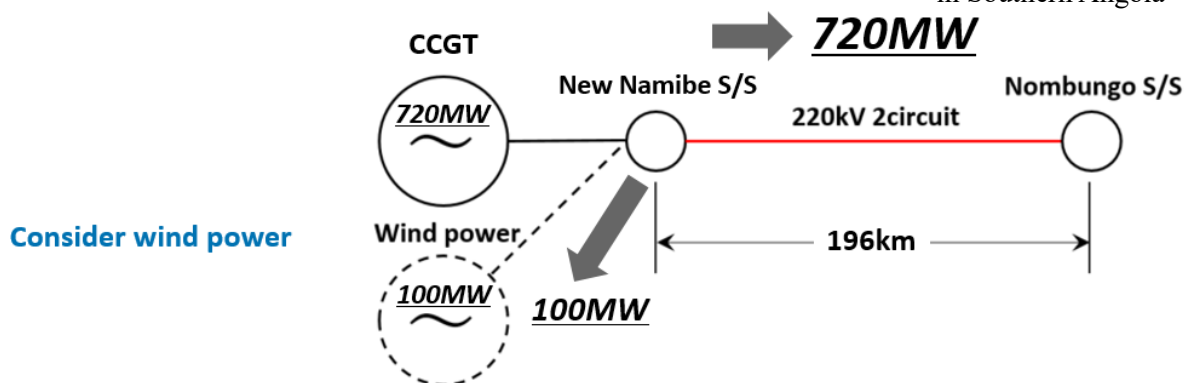 in Southern Angola
720MW
CCGT
New Namibe S/S
Nombungo S/S
720MW
220kV 2circuit
Consider wind power
Wind power
196km
100MW
100MW